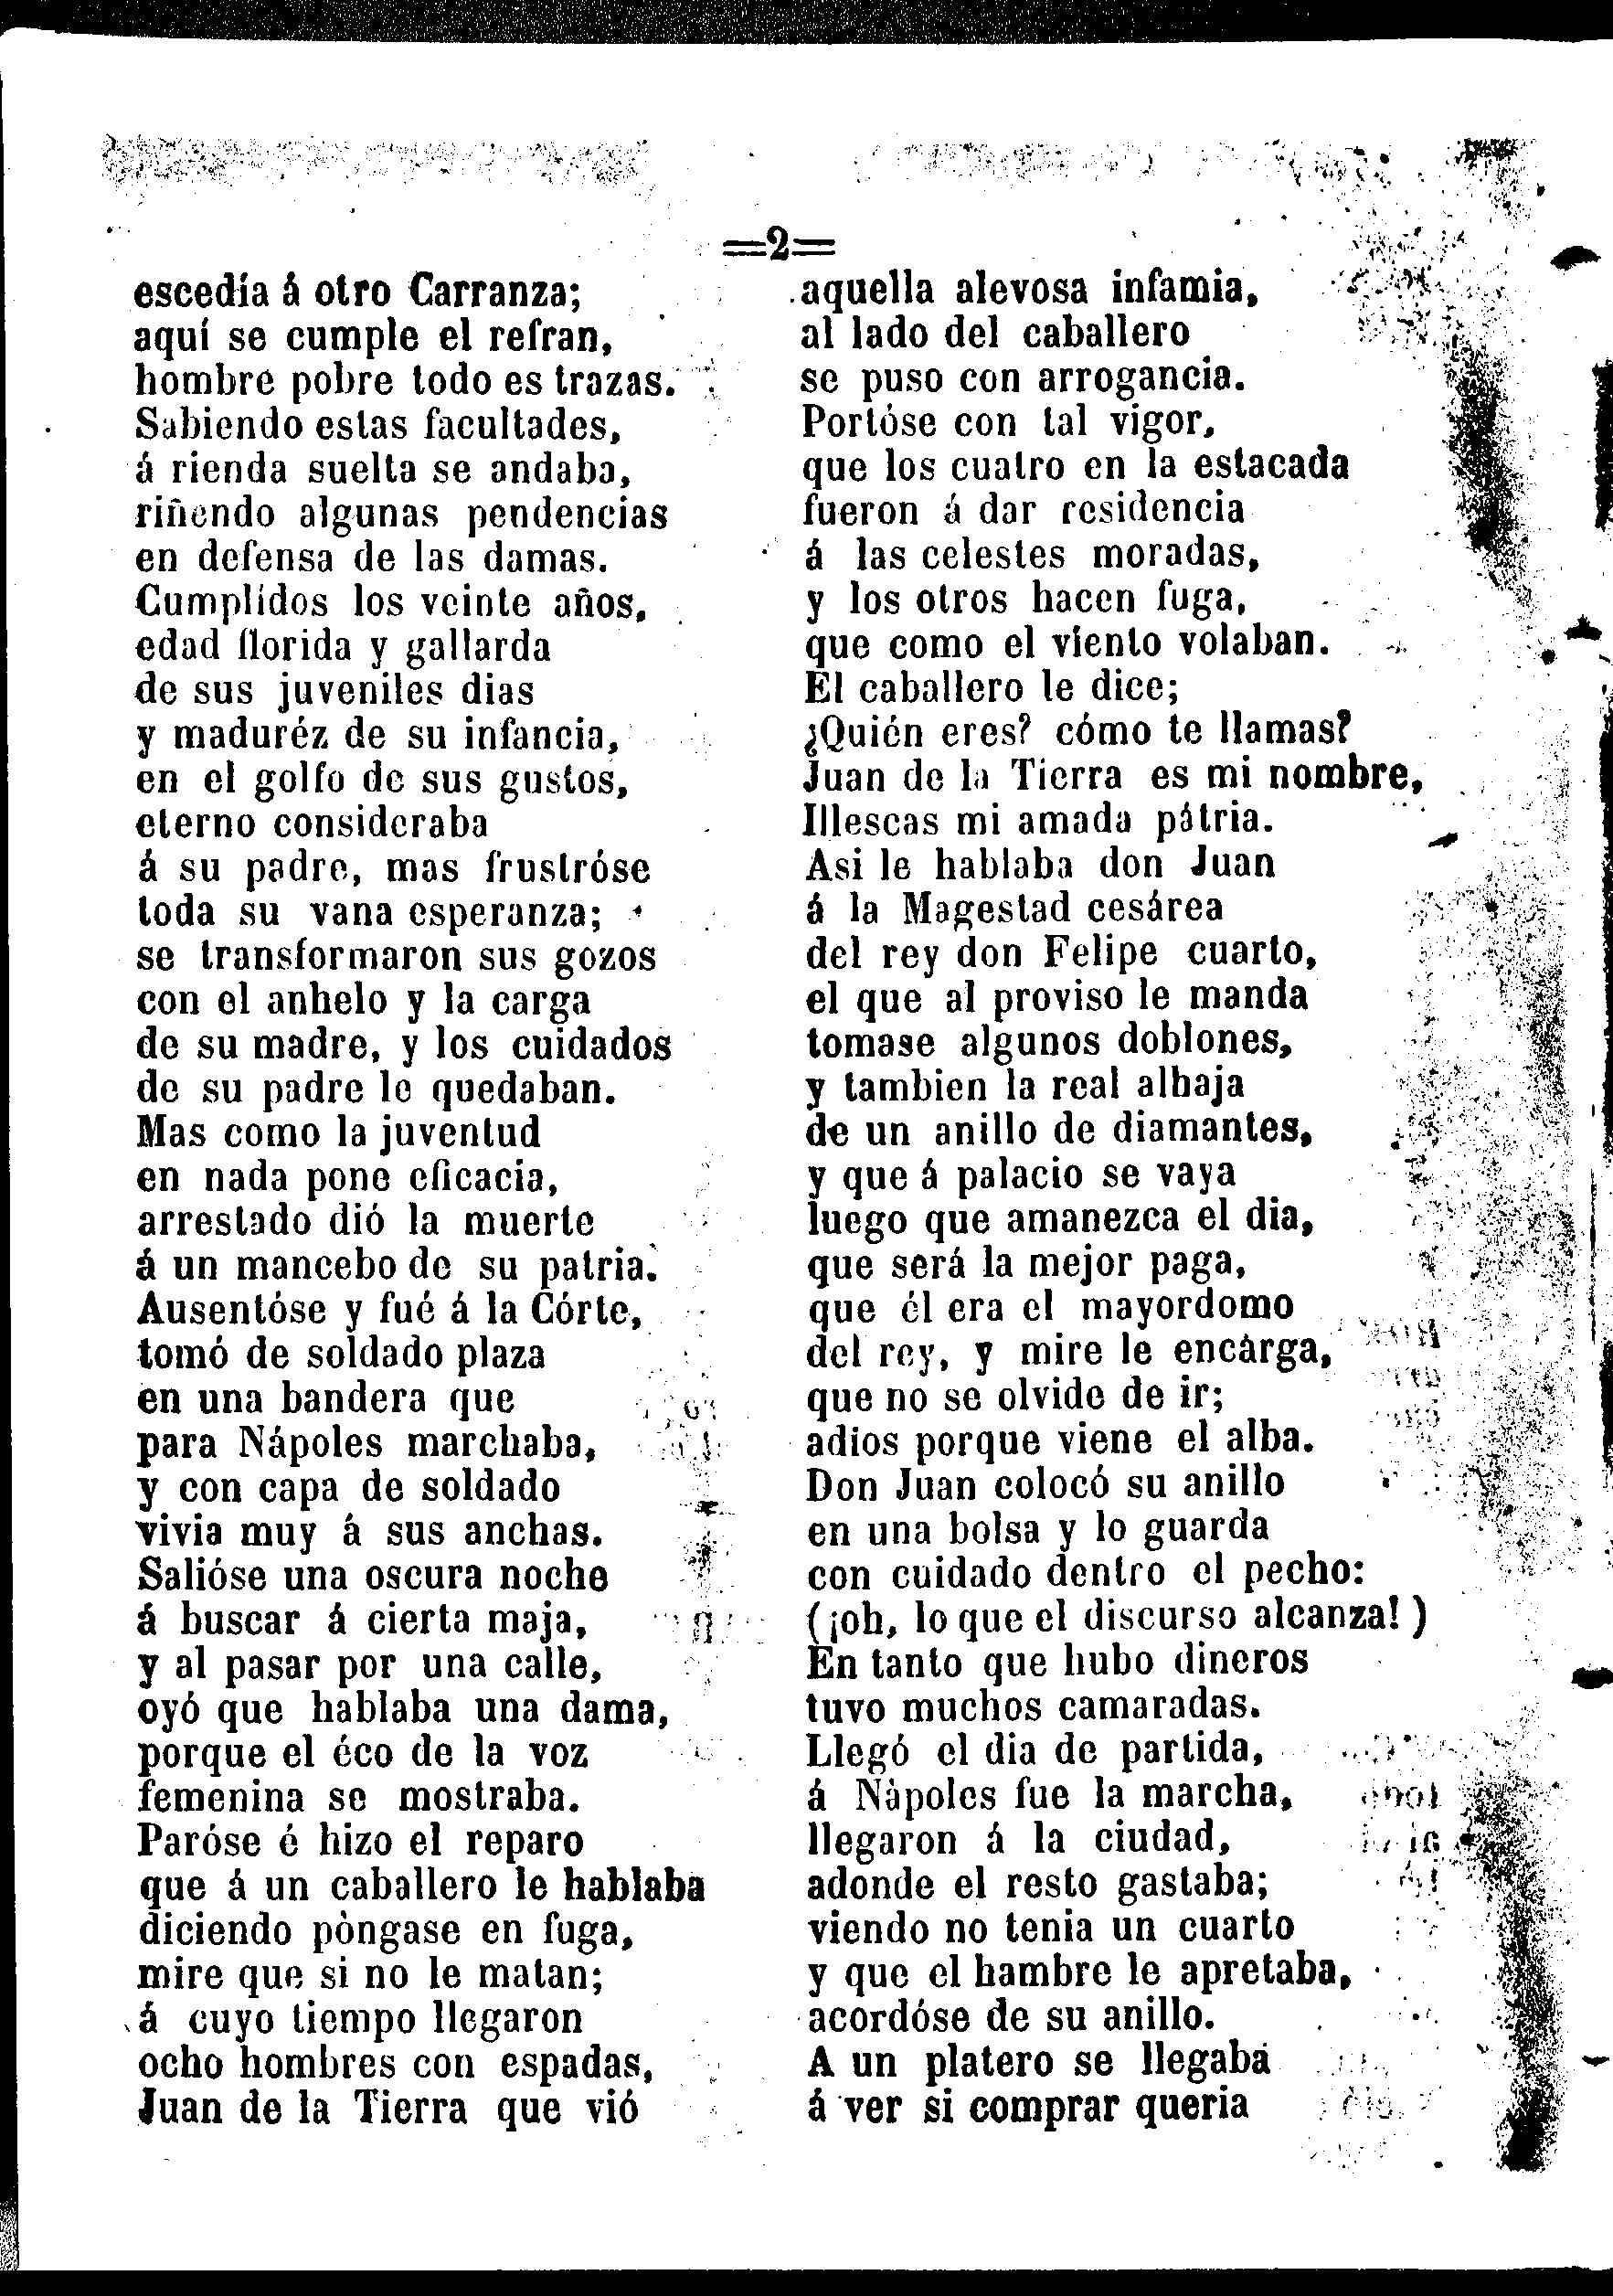 =2=
escedía á otro Carranza;
aquí se cumple el refran,
hombre pobre todo es trazas.
Sabiendo estas facultades,
á rienda suelta se andaba,
riñendo algunas pendencias
en defensa de las damas.
Cumplídos los veinte años,
edad florida y gallarda
de sus juveniles dias
y maduréz de su infancia,
en el golfo de sus gustos,
eterno consideraba
á su padre, mas frustróse
toda su vana esperanza;
se transformaron sus gozos
con el anhelo y la carga
de su madre, y los cuidados
de su padre le quedaban.
Mas como la juventud
en nada pone eficacia,
arrestado dió la muerte
á un mancebo de su patria.
Ausentóse y fué á la Córte,
tomó de soldado plaza
en una bandera que
para Nápoles marchaba,
y con capa de soldado
vivia muy á sus anchas.
Salióse una oscura noche
á buscar á cierta maja,
y al pasar por una calle,
oyó que hablaba una dama,
porque el éco de la voz
femenina se mostraba.
Paróse é hizo el reparo
que á un caballero le hablaba
diciendo pòngase en fuga,
mire que si no le matan;
á cuyo tiempo llegaron
ocho hombres con espadas,
Juan de la Tierra que vió
aquella alevosa infamia,
al lado del caballero
se puso con arrogancia.
Portóse con tal vigor,
que los cuatro en la estacada
fueron á dar residencia
á las celestes moradas,
y los otros hacen fuga,
que como el viento volaban.
El caballero le dice;
¿Quién eres? cómo te llamas?
Juan de la Tierra es mi nombre,
Illescas mi amada pátria.
Asi le hablaba don Juan
á la Magestad cesárea
del rey don Felipe cuarto,
el que al proviso le manda
tomase algunos doblones,
y tambien la real alhaja
de un anillo de diamantes,
y que á palacio se vaya
luego que amanezca el dia,
que será la mejor paga,
que él era el mayordomo
del rey, y mire le encàrga,
que no se olvide de ir;
adios porque viene el alba.
Don Juan colocó su anillo
en una bolsa y lo guarda
con cuidado dentro el pecho:
(¡oh, lo que el discurso alcanza!)
En tanto que hubo dineros
tuvo muchos camaradas.
Llegó el dia de partida,
á Nàpoles fue la marcha,
llegaron á la ciudad,
adonde el resto gastaba;
viendo no tenia un cuarto
y que el hambre le apretaba,
acordóse de su anillo.
A un platero se llegaba
á ver si comprar queria